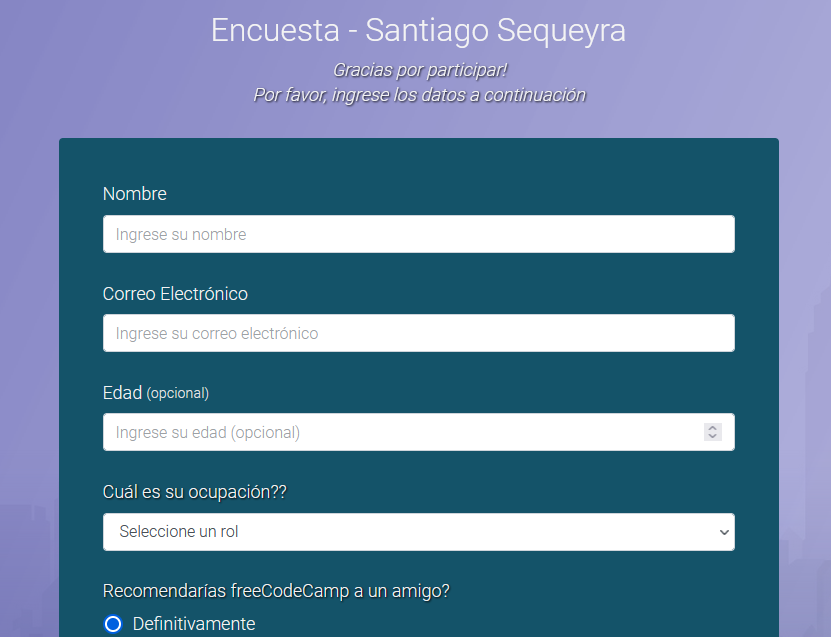 Encuesta - Santiago Sequeyra
Gracias por participar!
Por favor, ingrese los datos a continuación
Nombre
Ingrese su nombre
Correo Electrónico
Ingrese su correo electrónico
Edad (opcional)
Ingrese su edad (opcional)
Cuál es su ocupación??
Seleccione un rol
Recomendarías freeCodeCamp a un amigo?
Definitivamente